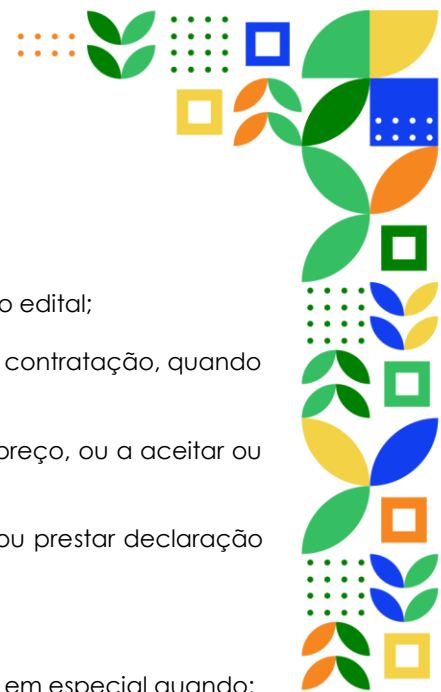 o edital;
contratação, quando
preço, ou a aceitar ou
ou prestar declaração
em especial quando: